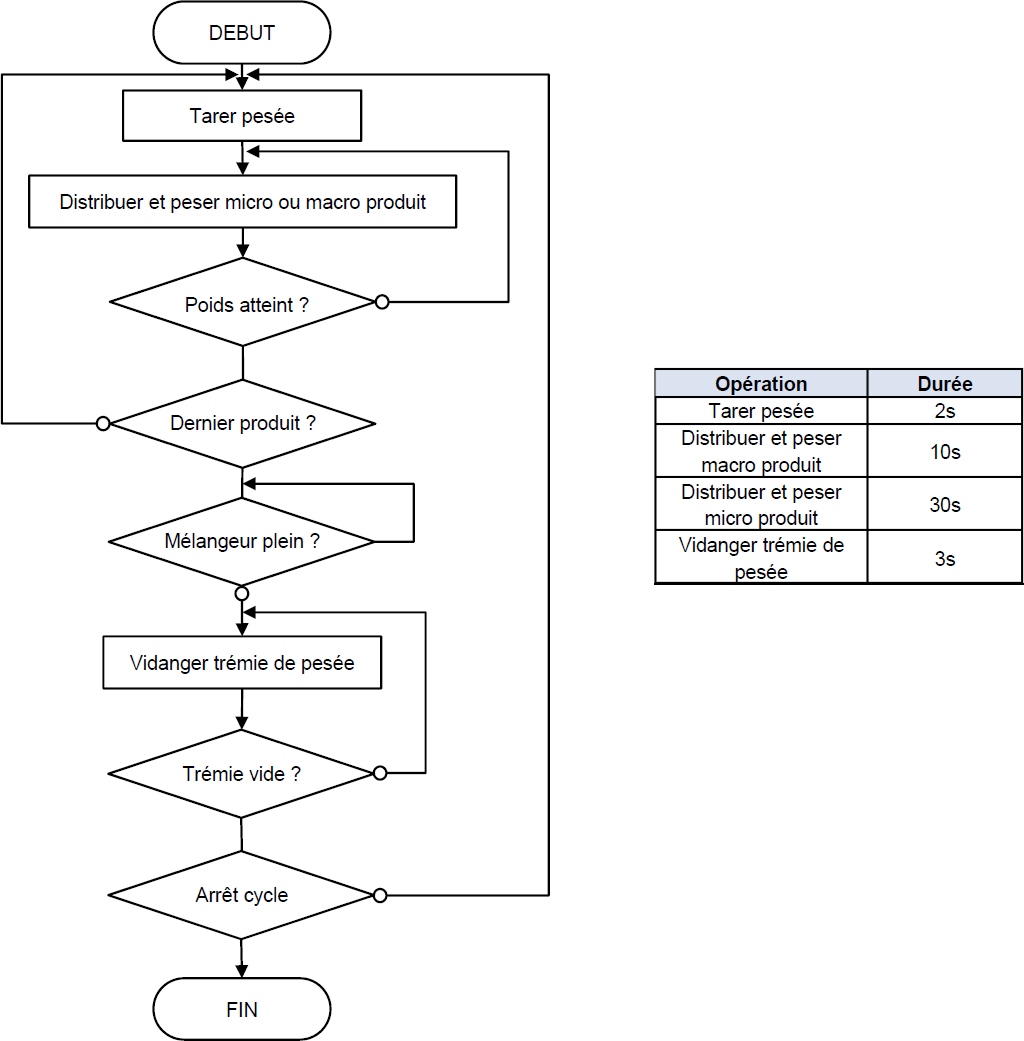 DEBUT
Tarer pesée
Distribuer et peser micro ou macro produit
Poids atteint ?
Dernier produit ?
Mélangeur plein ?
Vidanger trémie de pesée
Trémie vide ?
Arrêt cycle
FIN
Opération Durée
Tarer pesée 2s
Distribuer et peser
macro produit 10s
Distribuer et peser
micro produit 30s
Vidanger trémie de
pesée 3s